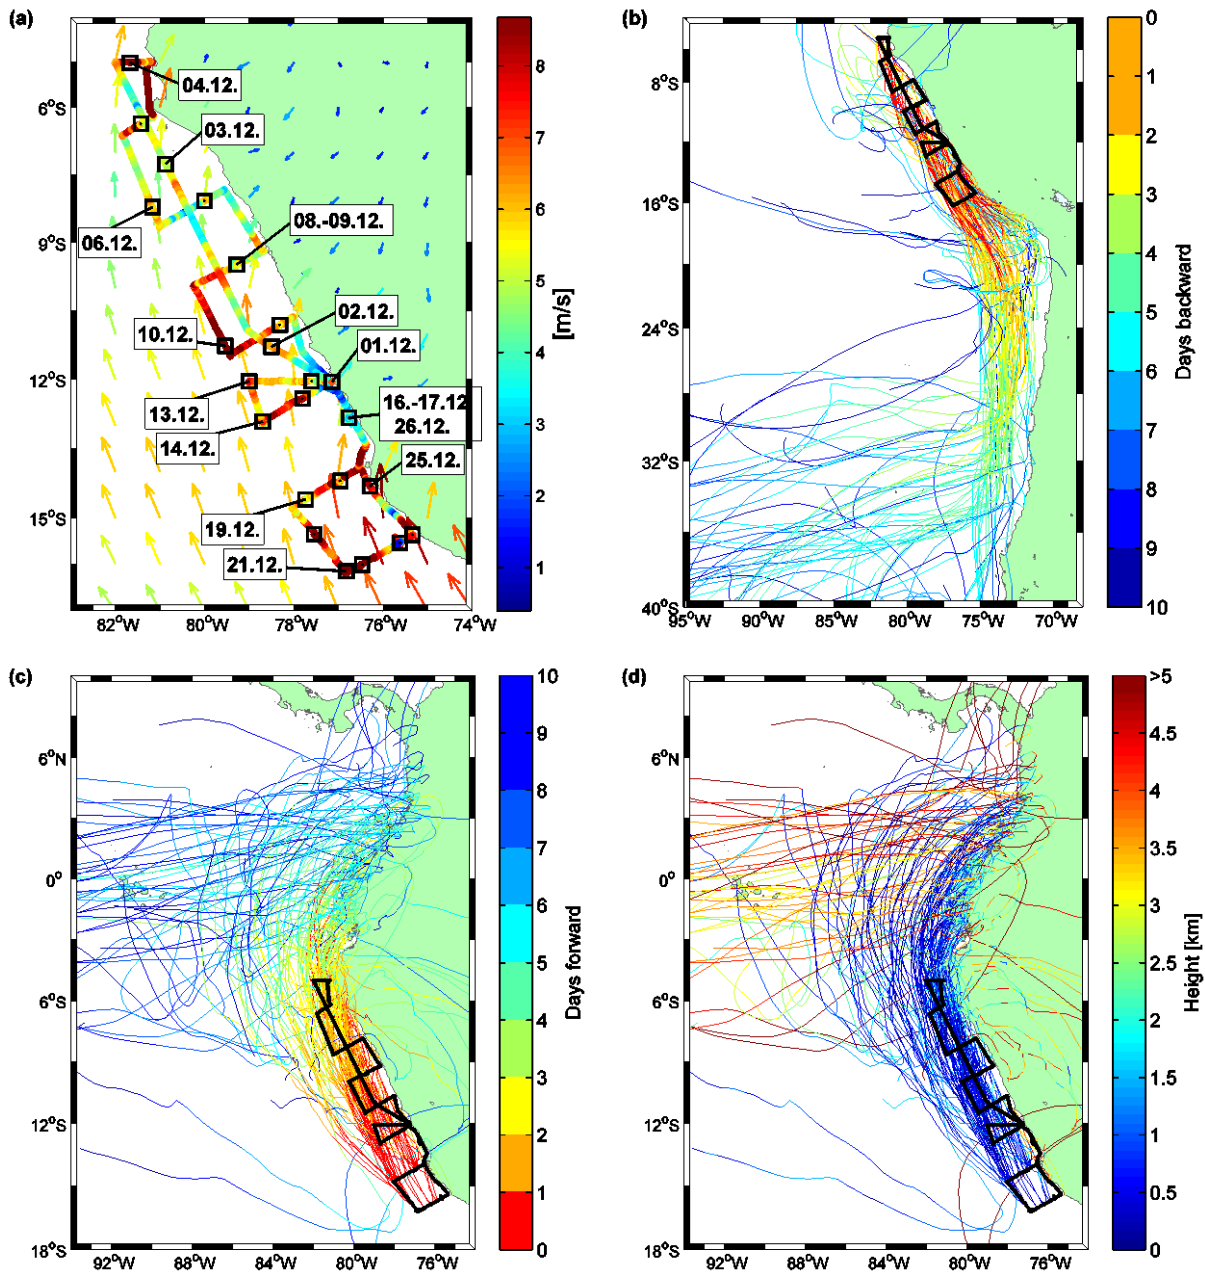 (a)
04.12.
03.12.
06.12.
08.-09.12.
10.12.
02.12.
01.12.
13.12.
14.12.
16.-17.12
26.12.
25.12.
19.12.
21.12.
6°S
9°S
12°S
15°S
82°W 80°W 78°W 76°W 74°W
8
7
6
5
4
3
2
1
[m/s]
(b)
8°S
16°S
24°S
32°S
40°S
95°W 90°W 85°W 80°W 75°W 70°W
0
1
2
3
4
5
6
7
8
9
10
Days backward
(c)
6°N
0°
6°S
12°S
18°S
92°W 88°W 84°W 80°W 76°W
10
9
8
7
6
5
4
3
2
1
0
Days forward
(d)
6°N
0°
6°S
12°S
18°S
92°W 88°W 84°W 80°W 76°W
>5
4.5
4
3.5
3
2.5
2
1.5
1
0.5
0
Height [km]